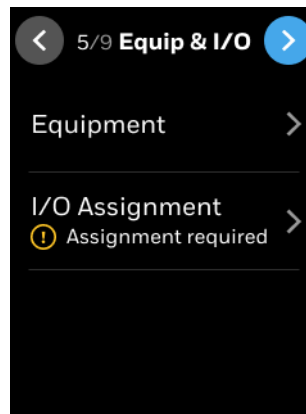 5/9 Equip & I/O
Equipment
I/O Assignment
Assignment required